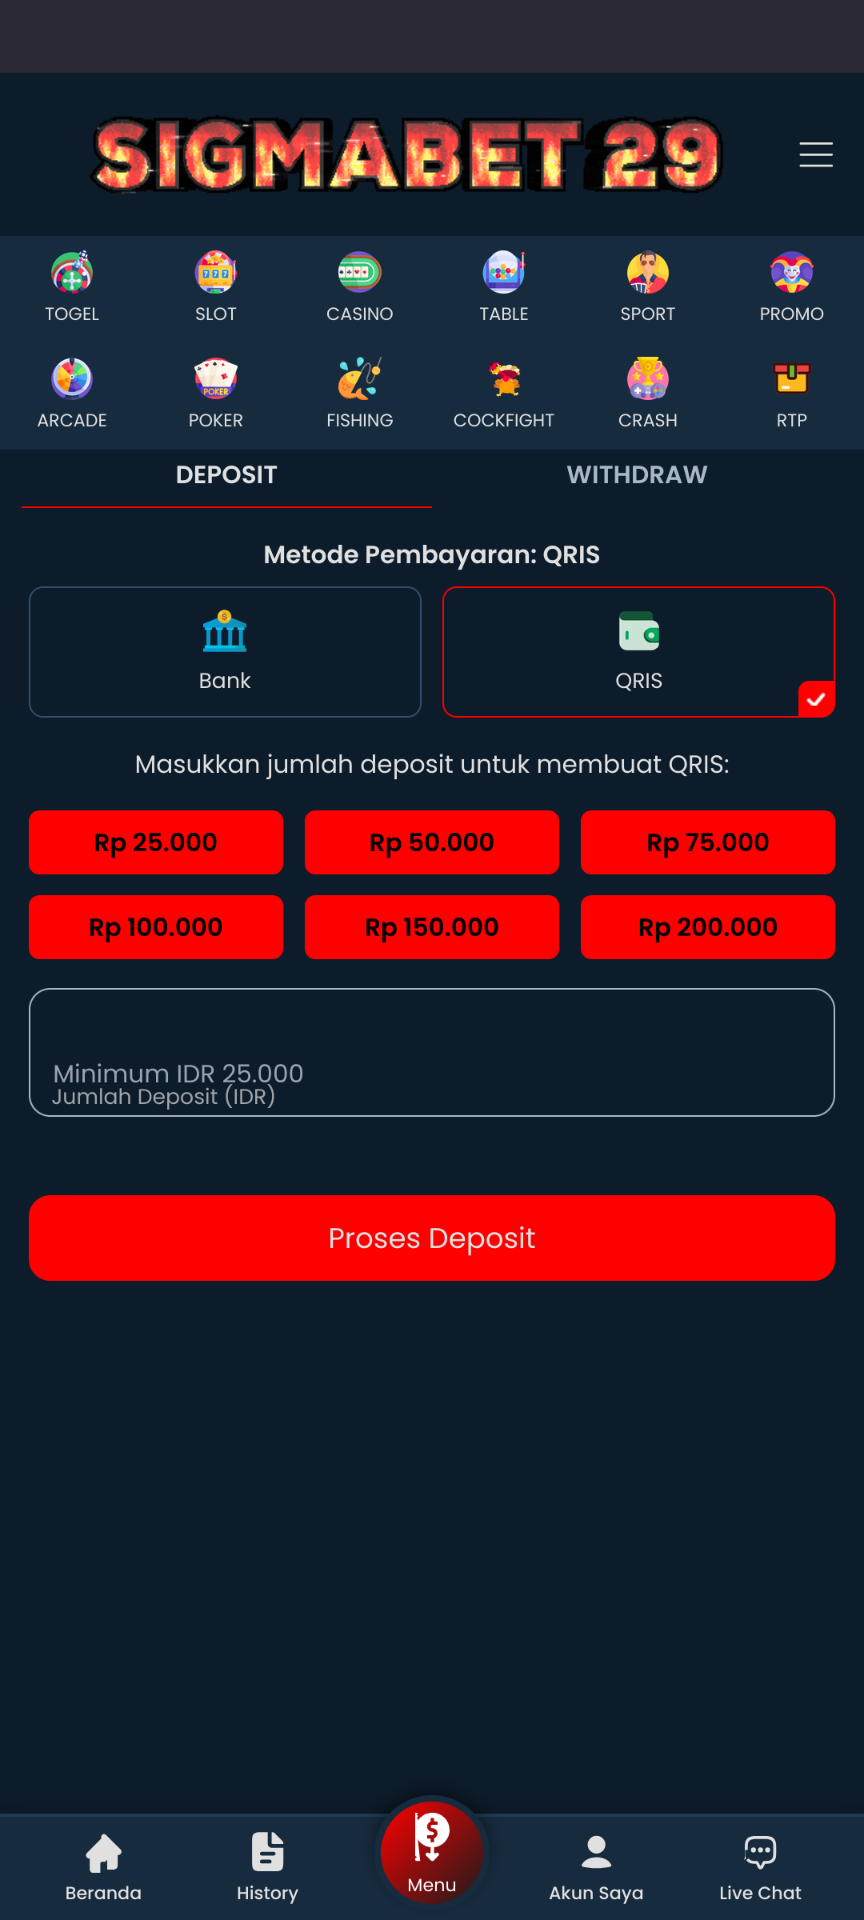 SIGMABET 29
TOGEL SLOT CASINO TABLE SPORT PROMO
ARCADE POKER FISHING COCKFIGHT CRASH RTP
DEPOSIT WITHDRAW
Metode Pembayaran: QRIS
Bank QRIS
Masukkan jumlah deposit untuk membuat QRIS:
Rp 25.000 Rp 50.000 Rp 75.000
Rp 100.000 Rp 150.000 Rp 200.000
Minimum IDR 25.000
Jumlah Deposit (IDR)
Proses Deposit
Beranda History Menu Akun Saya Live Chat